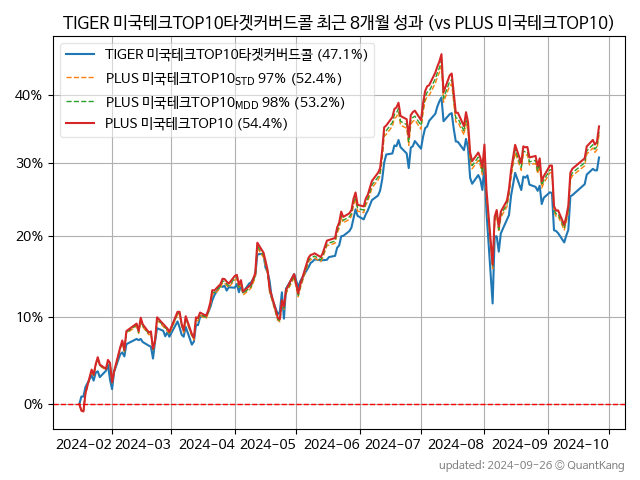 TIGER 미국테크TOP10타겟커버드콜 최근 8개월 성과 (vs PLUS 미국테크TOP10)
TIGER 미국테크TOP10타겟커버드콜 (47.1%)
PLUS 미국테크TOP10STD 97% (52.4%)
PLUS 미국테크TOP10MDD 98% (53.2%)
PLUS 미국테크TOP10 (54.4%)
40%
30%
20%
10%
0%
2024-02 2024-03 2024-04 2024-05 2024-06 2024-07 2024-08 2024-09 2024-10
updated: 2024-09-26 © QuantKang